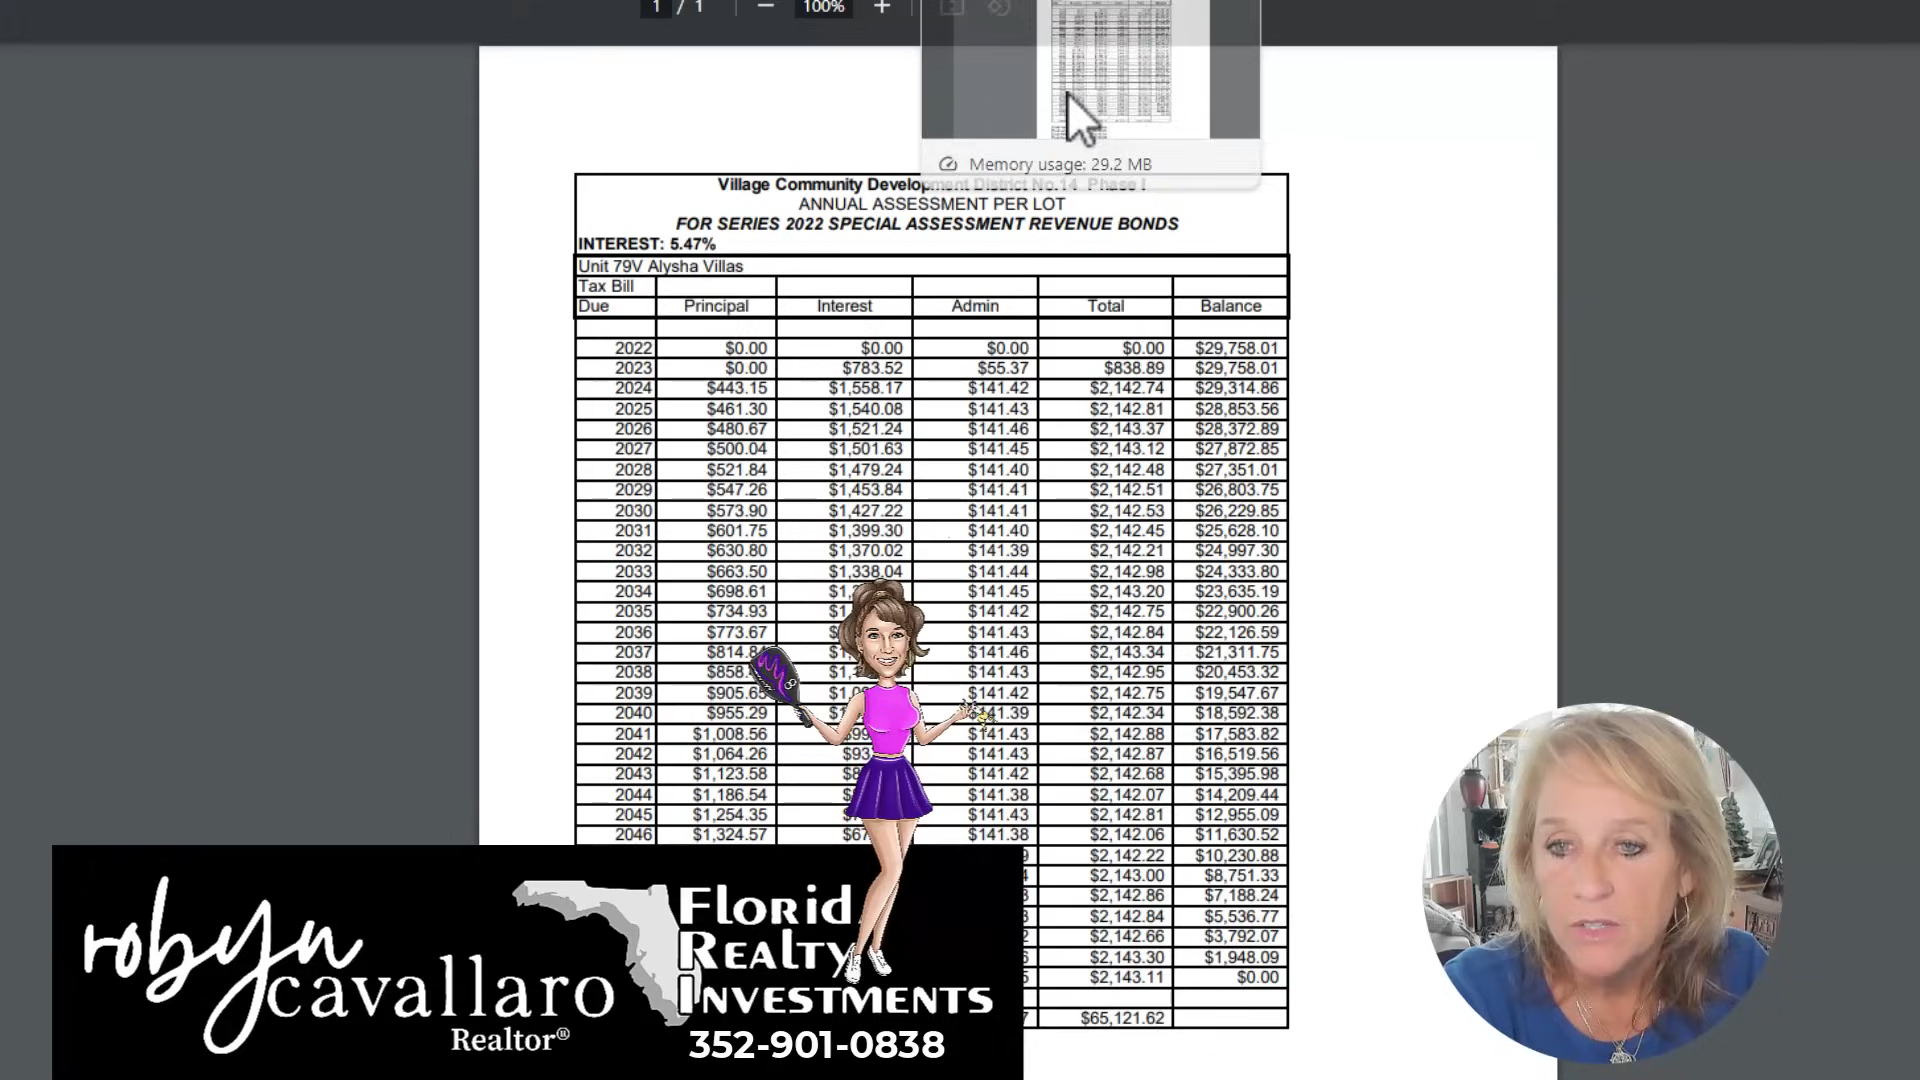 1 / 1 100%
Memory usage: 29.2 MB
Village Community Development District No.14 Phase I
ANNUAL ASSESSMENT PER LOT
FOR SERIES 2022 SPECIAL ASSESSMENT REVENUE BONDS
INTEREST: 5.47%
Unit 79V Alysha Villas
Tax Bill
Due Principal Interest Admin Total Balance
2022 $0.00 $0.00 $0.00 $0.00 $29,758.01
2023 $0.00 $783.52 $55.37 $838.89 $29,758.01
2024 $443.15 $1,558.17 $141.42 $2,142.74 $29,314.86
2025 $461.30 $1,540.08 $141.43 $2,142.81 $28,853.56
2026 $480.67 $1,521.24 $141.46 $2,143.37 $28,372.89
2027 $500.04 $1,501.63 $141.45 $2,143.12 $27,872.85
2028 $521.84 $1,479.24 $141.40 $2,142.48 $27,351.01
2029 $547.26 $1,453.84 $141.41 $2,142.51 $26,803.75
2030 $573.90 $1,427.22 $141.41 $2,142.53 $26,229.85
2031 $601.75 $1,399.30 $141.40 $2,142.45 $25,628.10
2032 $630.80 $1,370.02 $141.39 $2,142.21 $24,997.30
2033 $663.50 $1,338.04 $141.44 $2,142.98 $24,333.80
2034 $698.61 $141.45 $2,143.20 $23,635.19
2035 $734.93 $141.42 $2,142.75 $22,900.26
2036 $773.67 $141.43 $2,142.84 $22,126.59
2037 $141.46 $2,143.34 $21,311.75
2038 $141.43 $2,142.95 $20,453.32
2039 $905.65 $141.42 $2,142.75 $19,547.67
2040 $955.29 $2,142.34 $18,592.38
2041 $1,008.56 $141.43 $2,142.88 $17,583.82
2042 $1,064.26 $141.43 $2,142.87 $16,519.56
2043 $1,123.58 $141.42 $2,142.68 $15,395.98
2044 $1,186.54 $141.38 $2,142.07 $14,209.44
2045 $1,254.35 $141.43 $2,142.81 $12,955.09
2046 $1,324.57 $141.38 $2,142.06 $11,630.52
$2,142.22 $10,230.88
$2,143.00 $8,751.33
$2,142.86 $7,188.24
$2,142.84 $5,536.77
$2,142.66 $3,792.07
$2,143.30 $1,948.09
$2,143.11 $0.00
$65,121.62
robyn
cavallaro
Realtor®
Florid
Realty
Investments
352-901-0838